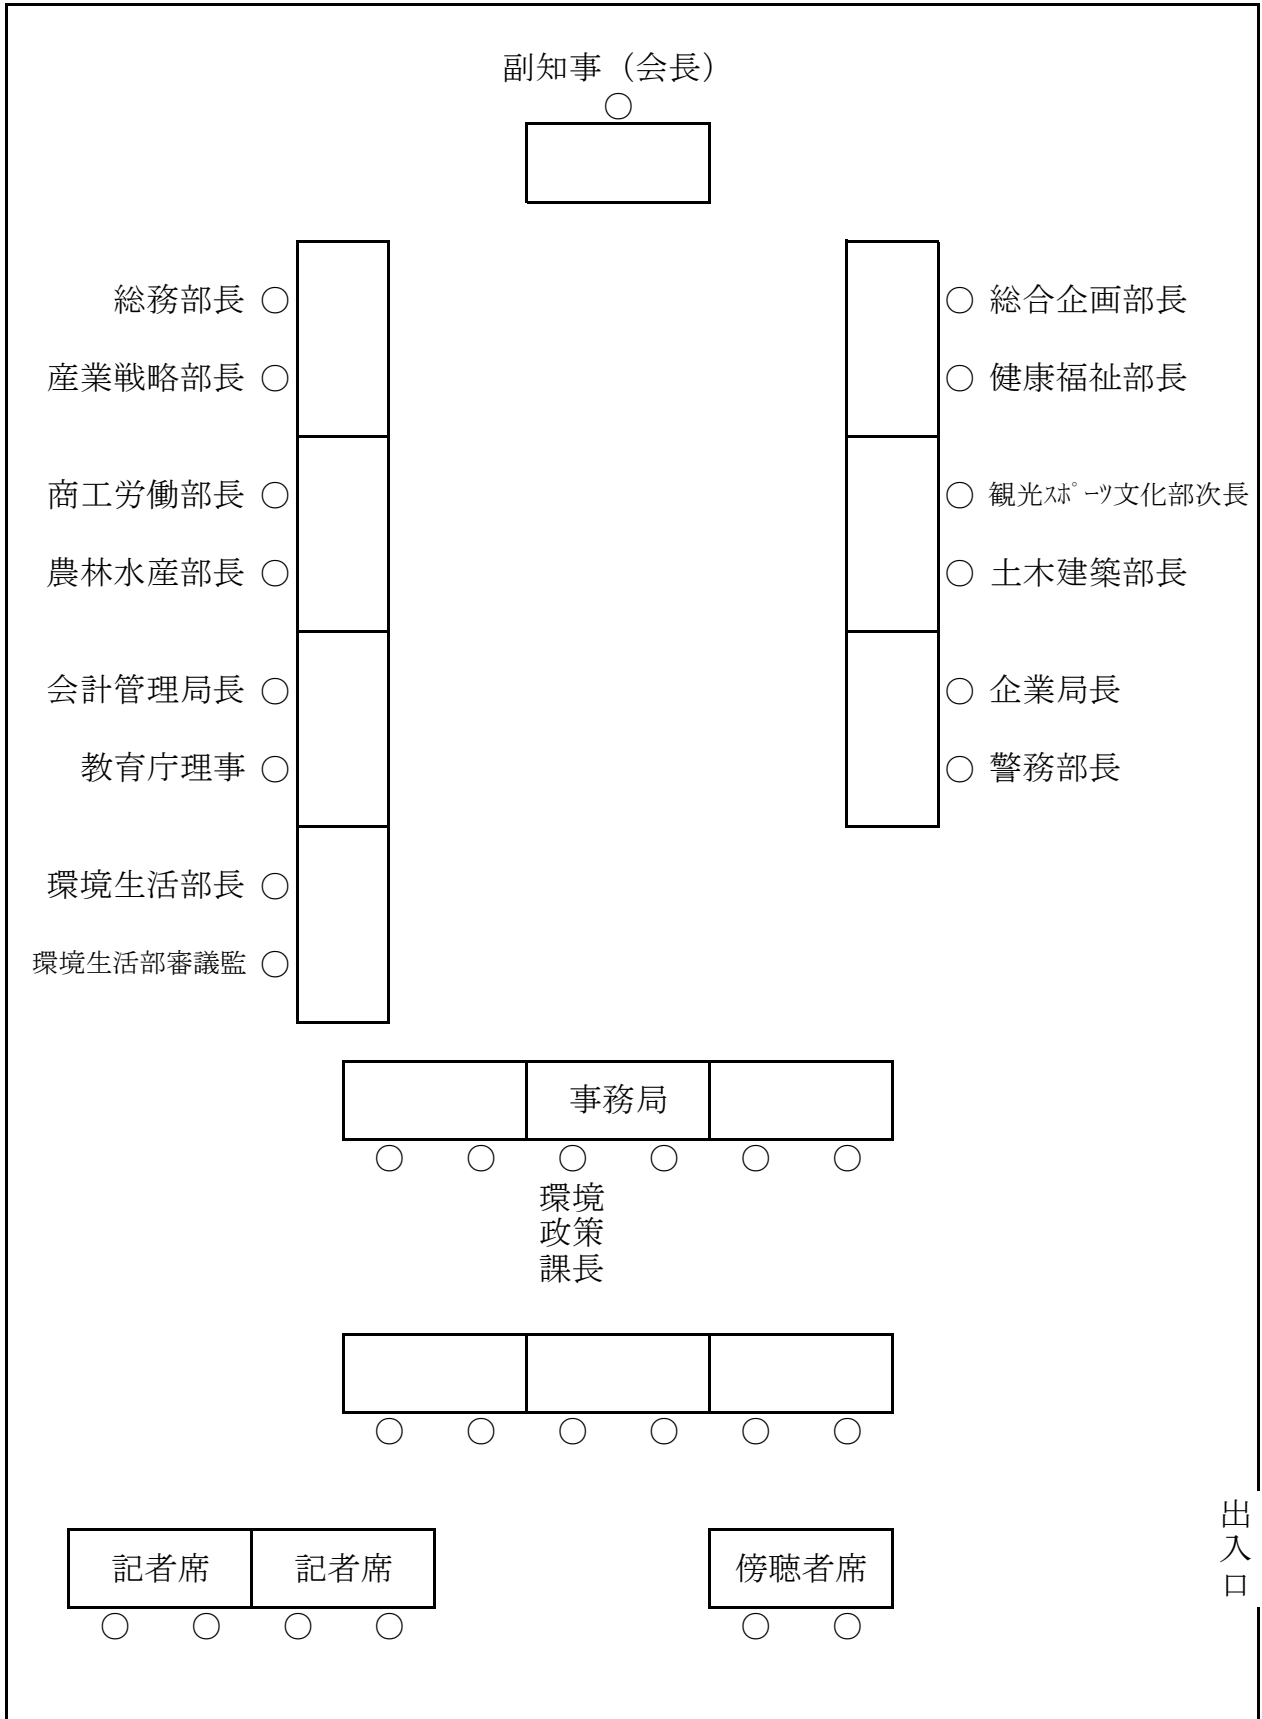 副知事（会長）
総務部長 ○
○ 総合企画部長
産業戦略部長 ○
○ 健康福祉部長
商工労働部長 ○
○ 観光ｽﾎﾟｰﾂ文化部次長
農林水産部長 ○
○ 土木建築部長
会計管理局長 ○
○ 企業局長
教育庁理事 ○
○ 警務部長
環境生活部長 ○
環境生活部審議監 ○
事務局
環境
政策
課長
出入口
記者席
記者席
傍聴者席